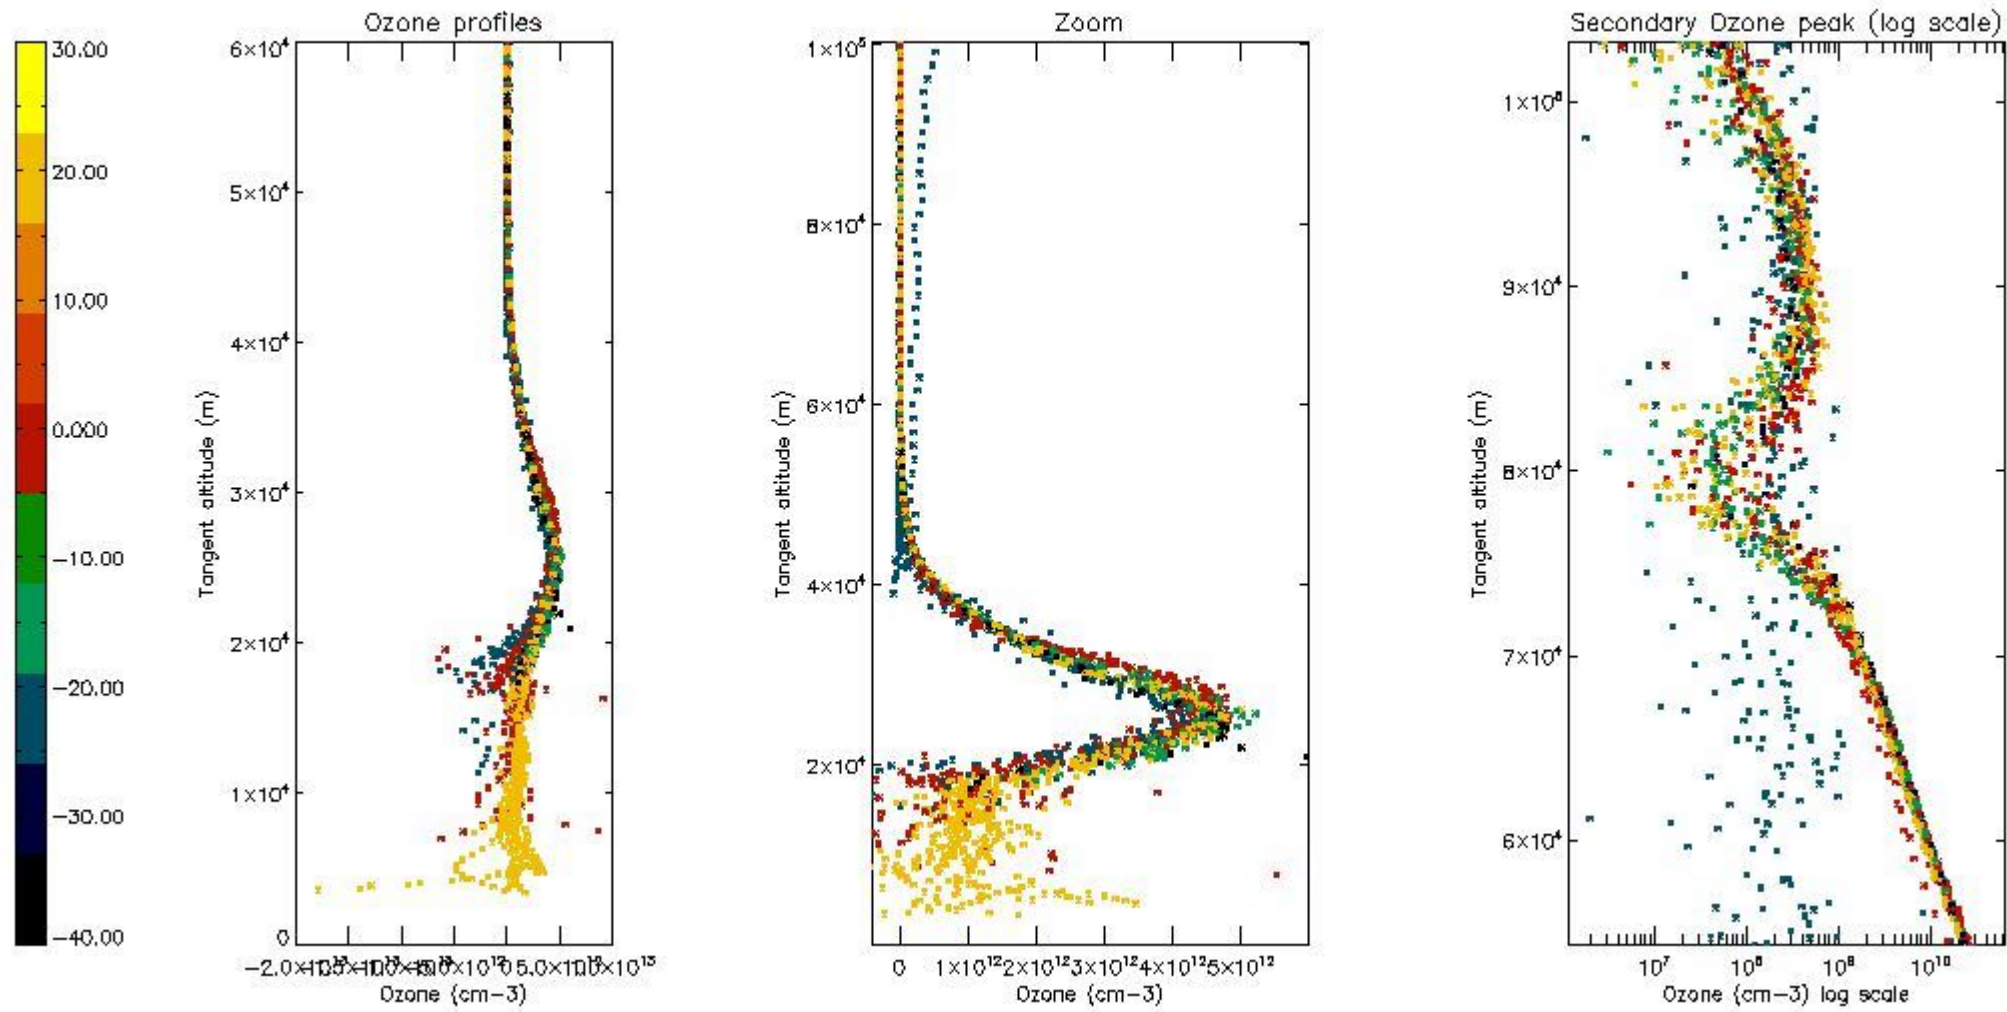 Ozone profiles
Zoom
Secondary Ozone peak (log scale)
30.00
20.00
10.00
0.000
-10.00
-20.00
-30.00
-40.00
6×10⁴
5×10⁴
4×10⁴
3×10⁴
2×10⁴
1×10⁴
0
Tangent altitude (m)
5.0×10¹²
Ozone (cm-3)
1×10⁵
8×10⁴
6×10⁴
4×10⁴
2×10⁴
Tangent altitude (m)
0 1×10¹² 2×10¹² 3×10¹² 4×10¹² 5×10¹²
Ozone (cm-3)
1×10⁵
9×10⁴
8×10⁴
7×10⁴
6×10⁴
Tangent altitude (m)
10⁷ 10⁸ 10⁹ 10¹⁰
Ozone (cm-3) log scale